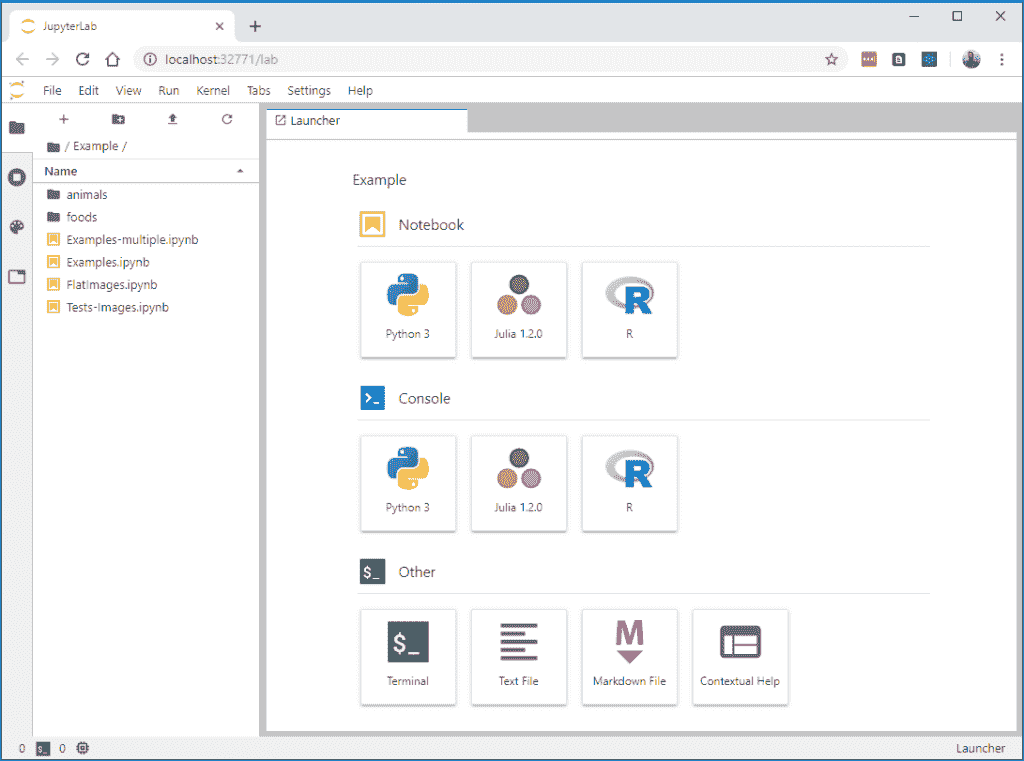 JupyterLab
localhost:32771/lab
File Edit View Run Kernel Tabs Settings Help
Launcher
/ Example /
Name
animals
foods
Examples-multiple.ipynb
Examples.ipynb
FlatImages.ipynb
Tests-Images.ipynb
Example
Notebook
Python 3 Julia 1.2.0 R
>_ Console
Python 3 Julia 1.2.0 R
$_ Other
$_
M
Terminal Text File Markdown File Contextual Help
0 $_ 0 Launcher